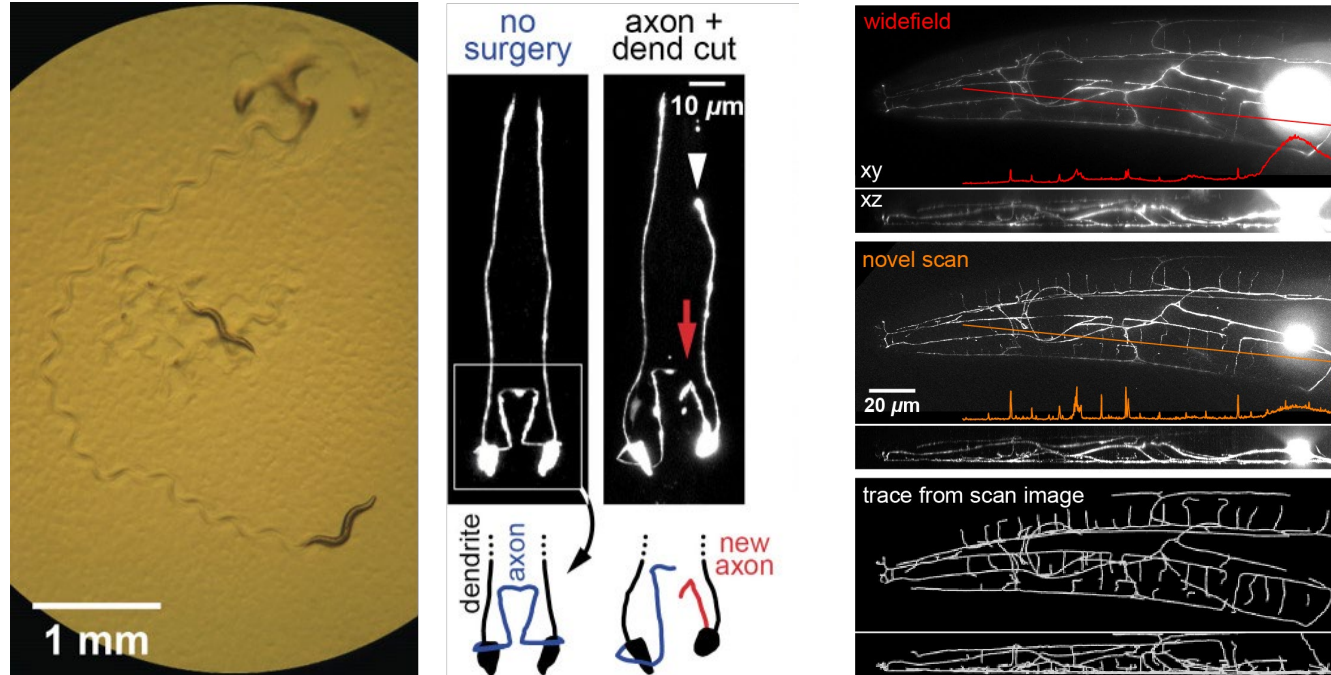 1 mm
no
surgery
axon +
dend cut
10 µm
dendrite
axon
new
axon
widefield
xy
xz
novel scan
20 µm
trace from scan image